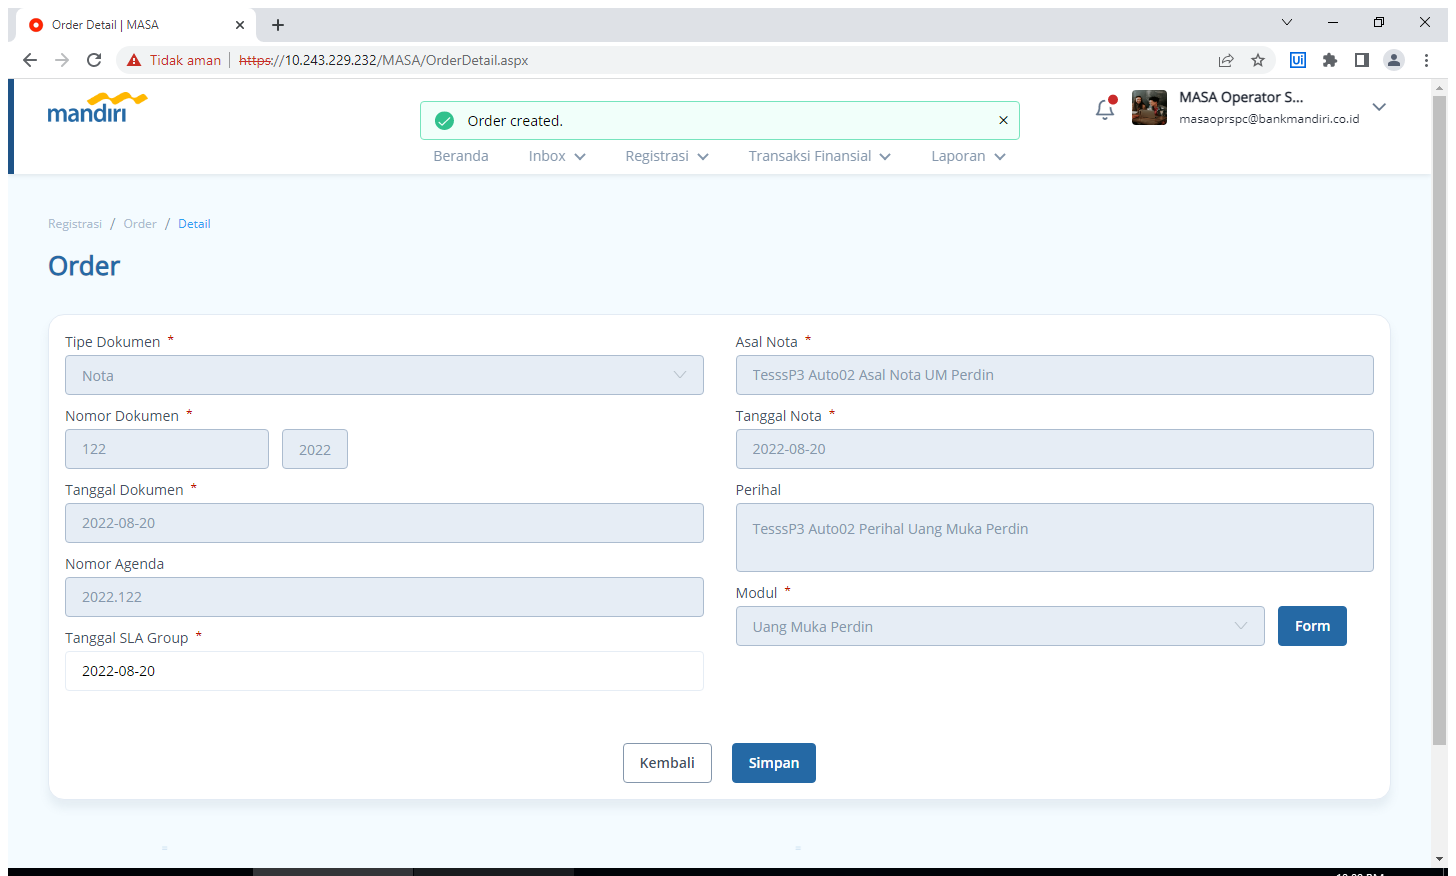 Order Detail | MASA
Tidak aman
https://10.243.229.232/MASA/OrderDetail.aspx
Ui
mandiri
Order created.
MASA Operator S...
masaoprspc@bankmandiri.co.id
Beranda
Inbox
Registrasi
Transaksi Finansial
Laporan
Registrasi / Order / Detail
Order
Tipe Dokumen *
Nota
Nomor Dokumen *
122
2022
Tanggal Dokumen *
2022-08-20
Nomor Agenda
2022.122
Tanggal SLA Group *
2022-08-20
Asal Nota *
TesssP3 Auto02 Asal Nota UM Perdin
Tanggal Nota *
2022-08-20
Perihal
TesssP3 Auto02 Perihal Uang Muka Perdin
Modul *
Uang Muka Perdin
Form
Kembali
Simpan